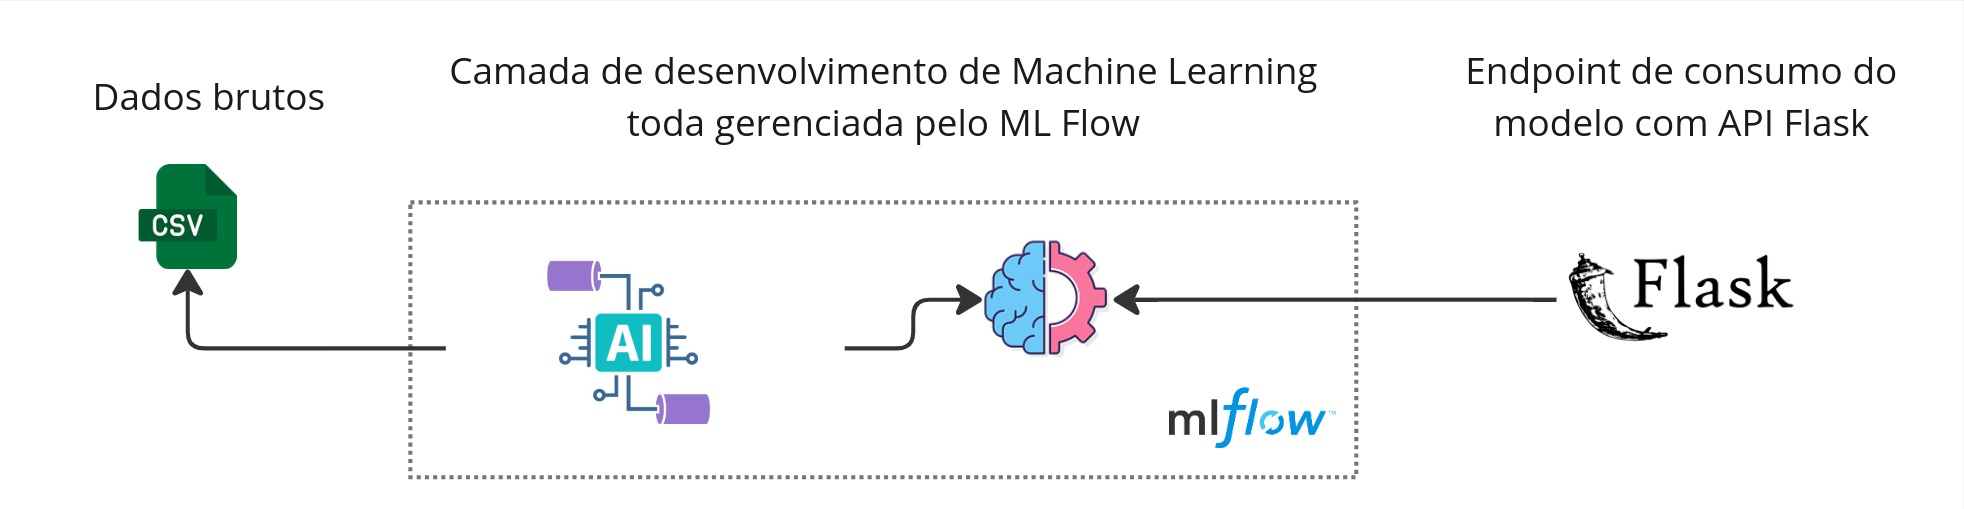 Dados brutos
Camada de desenvolvimento de Machine Learning
toda gerenciada pelo ML Flow
Endpoint de consumo do
modelo com API Flask
CSV
AI
Flask
mlflow™